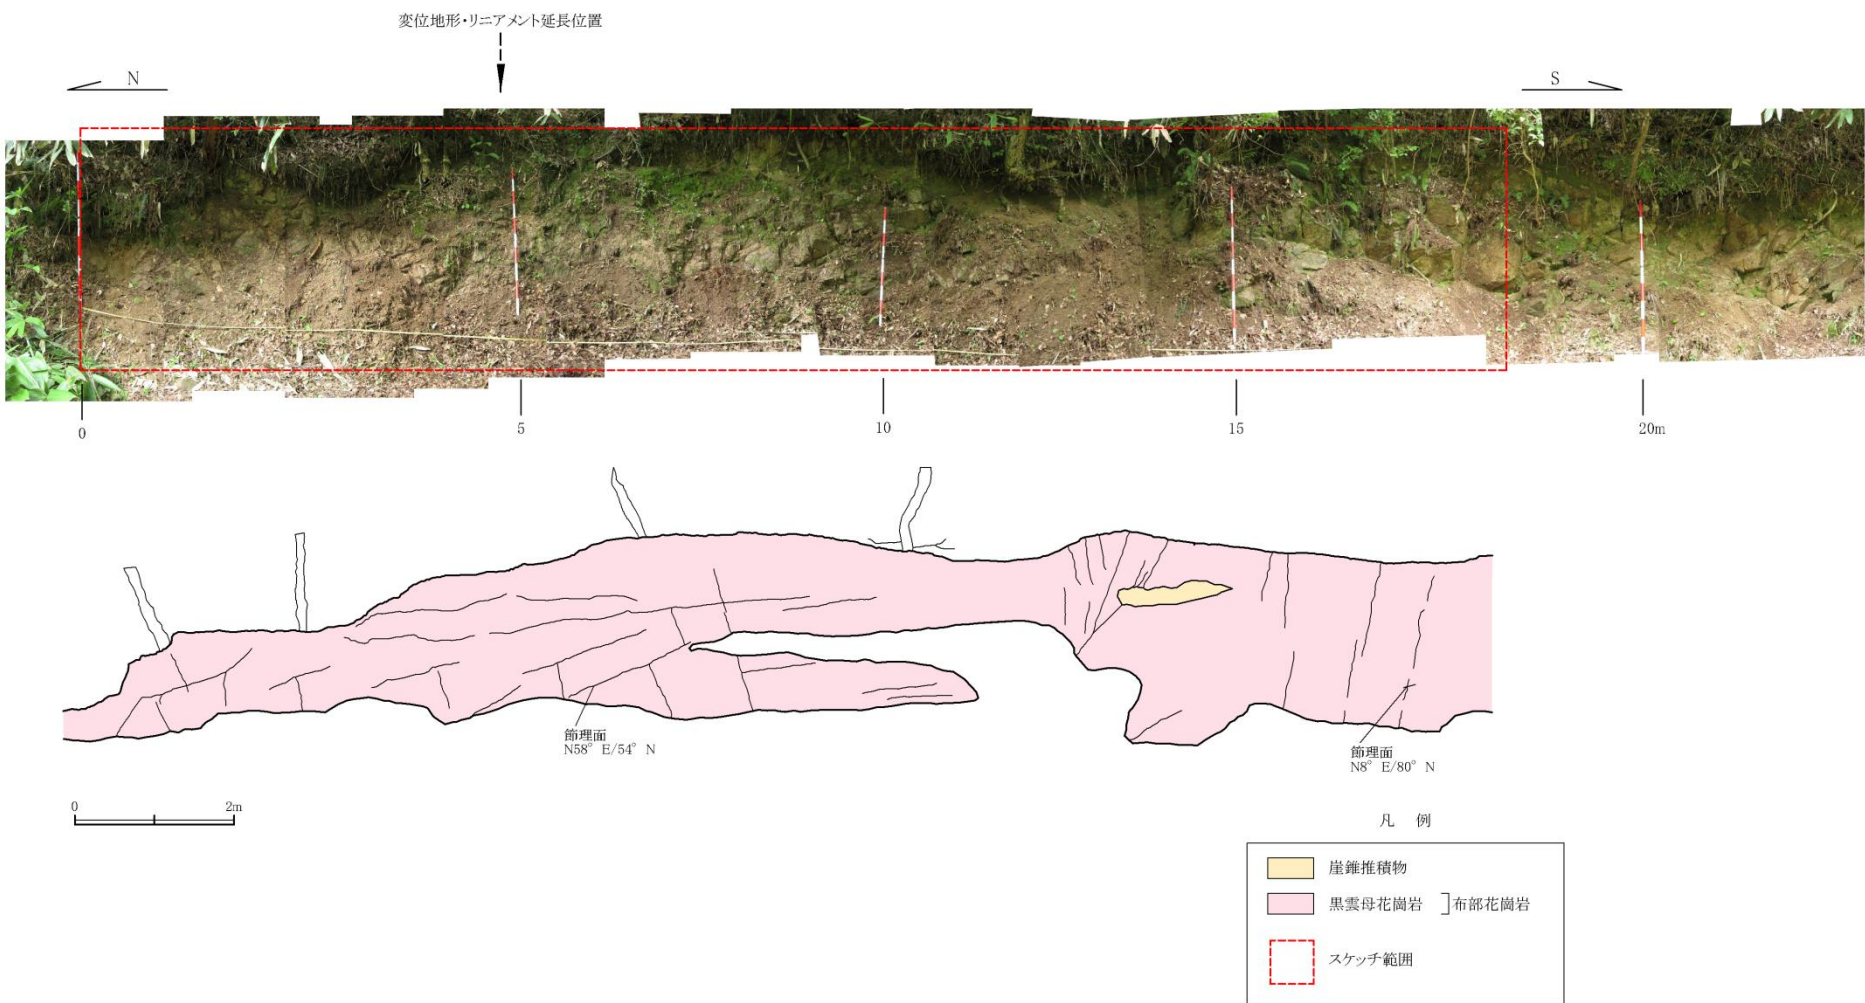 変位地形・リニアメント延長位置
N
S
0
5
10
15
20m
節理面
N58° E/54° N
節理面
N8° E/80° N
0
2m
凡 例
崖錐堆積物
黒雲母花崗岩
布部花崗岩
スケッチ範囲